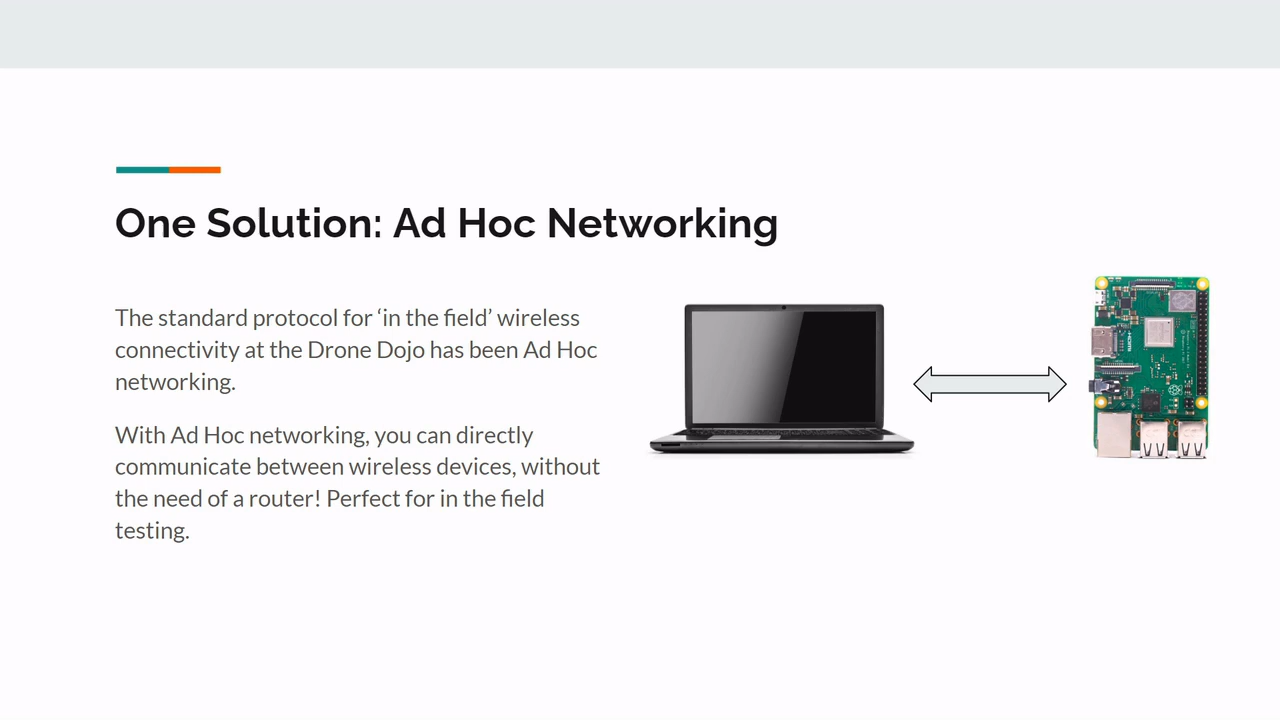 One Solution: Ad Hoc Networking
The standard protocol for ‘in the field’ wireless
connectivity at the Drone Dojo has been Ad Hoc
networking.
With Ad Hoc networking, you can directly
communicate between wireless devices, without
the need of a router! Perfect for in the field
testing.